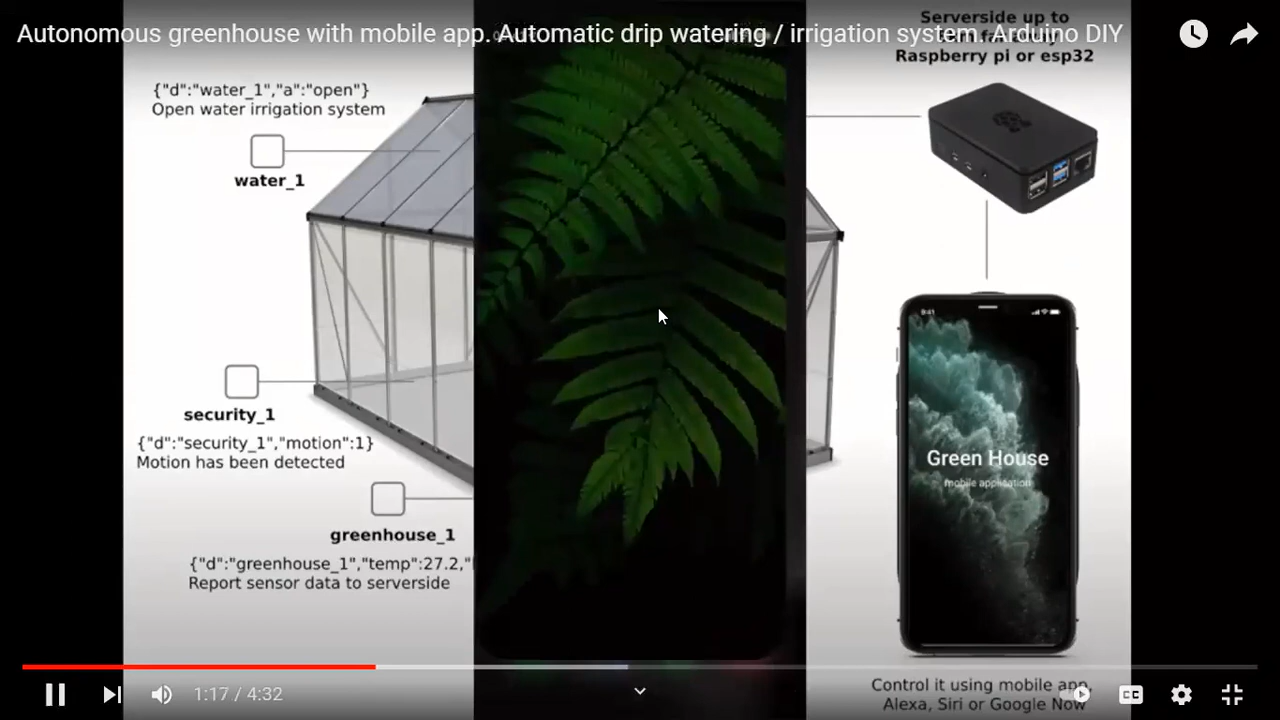 Autonomous greenhouse with mobile app. Automatic drip watering / irrigation system. Arduino DIY
Serverside up to
Raspberry pi or esp32
{"d":"water_1","a":"open"}
Open water irrigation system
water_1
security_1
{"d":"security_1","motion":1}
Motion has been detected
greenhouse_1
{"d":"greenhouse_1","temp":27.2,"
Report sensor data to serverside
9:41
Green House
mobile application
Control it using mobile app,
Alexa, Siri or Google Now
1:17 / 4:32
CC